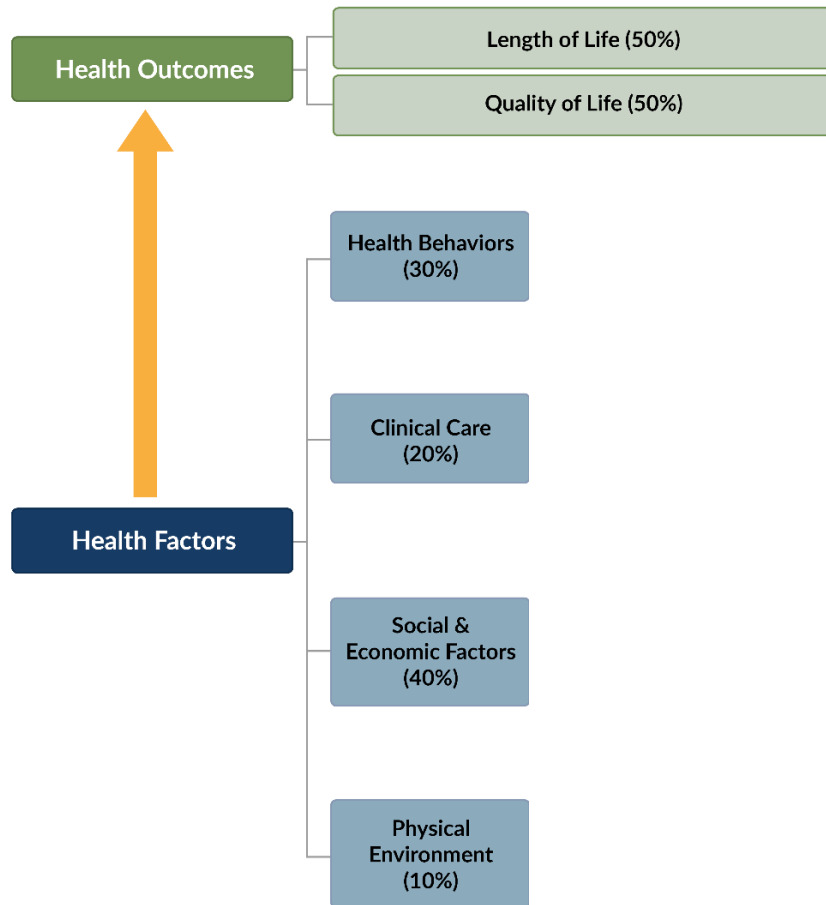 Health Outcomes
Length of Life (50%)
Quality of Life (50%)
Health Behaviors
(30%)
Clinical Care
(20%)
Health Factors
Social &
Economic Factors
(40%)
Physical
Environment
(10%)